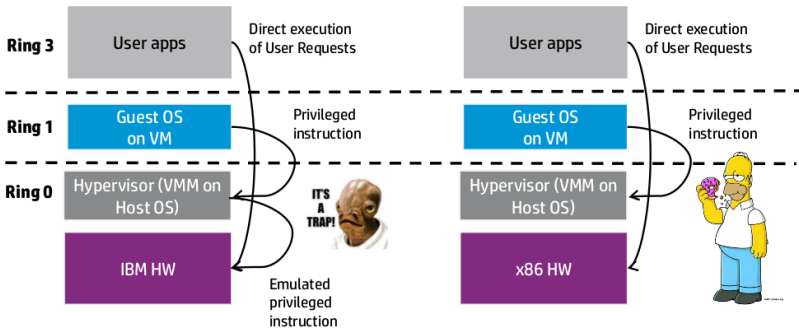 Ring 3
User apps
Direct execution
of User Requests
User apps
Direct execution
of User Requests
Ring 1
Guest OS
on VM
Privileged
instruction
Guest OS
on VM
Privileged
instruction
Ring 0
Hypervisor (VMM on
Host OS)
IT'S
A
TRAP!
Hypervisor (VMM on
Host OS)
IBM HW
x86 HW
Emulated
privileged
instruction